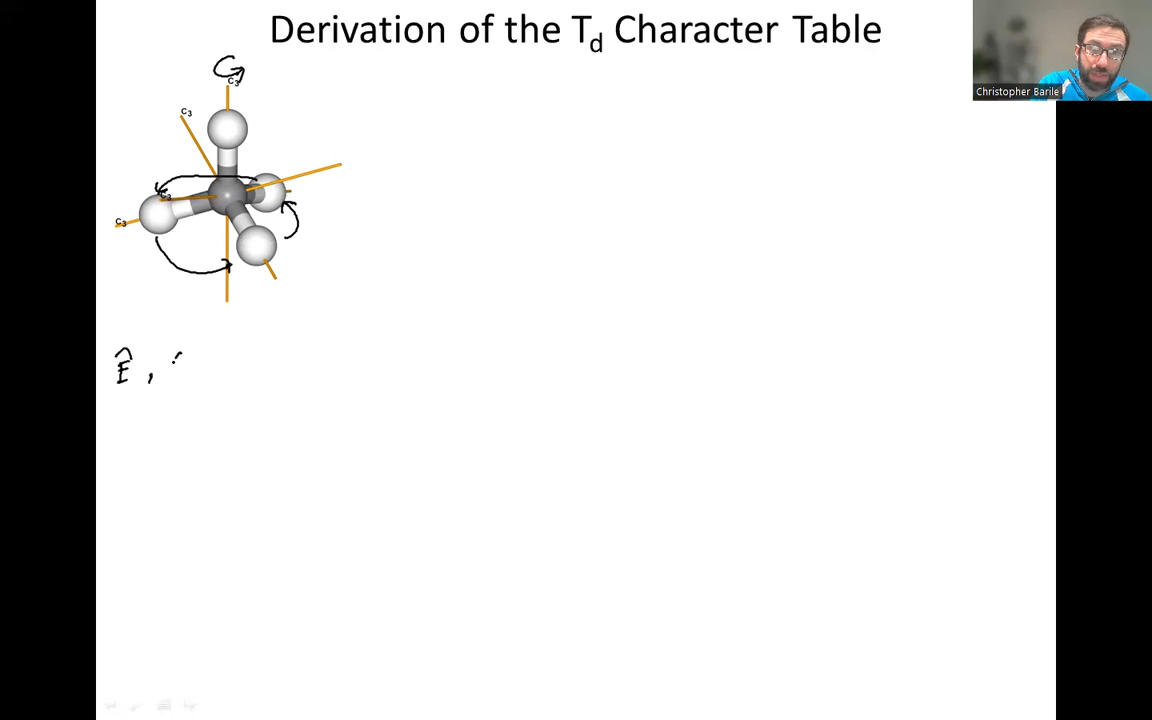 Derivation of the Td Character Table
Christopher Barile
C3
C3
C3
C3
Ê ,